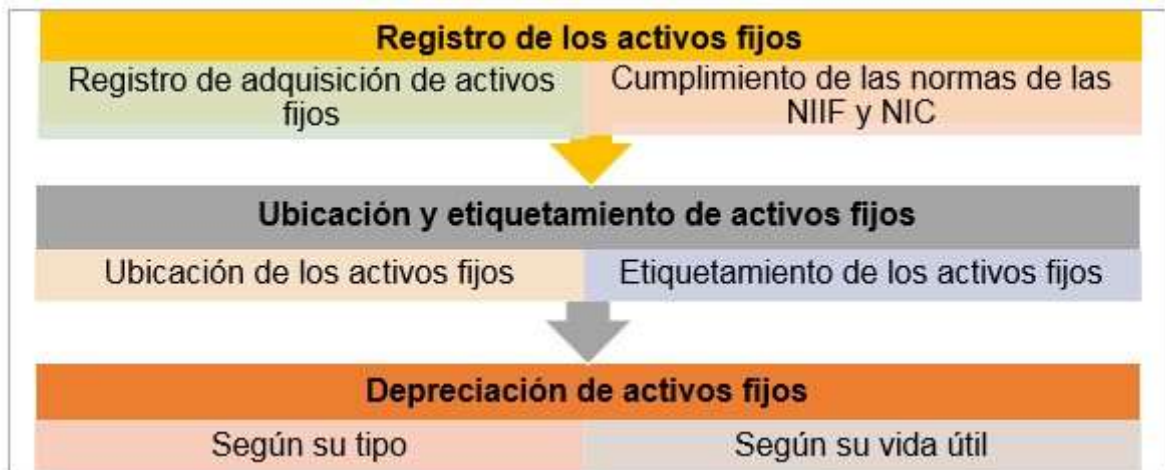 Registro de los activos fijos
Registro de adquisición de activos
fijos
Cumplimiento de las normas de las
NIIF y NIC
Ubicación y etiquetamiento de activos fijos
Ubicación de los activos fijos
Etiquetamiento de los activos fijos
Depreciación de activos fijos
Según su tipo
Según su vida útil